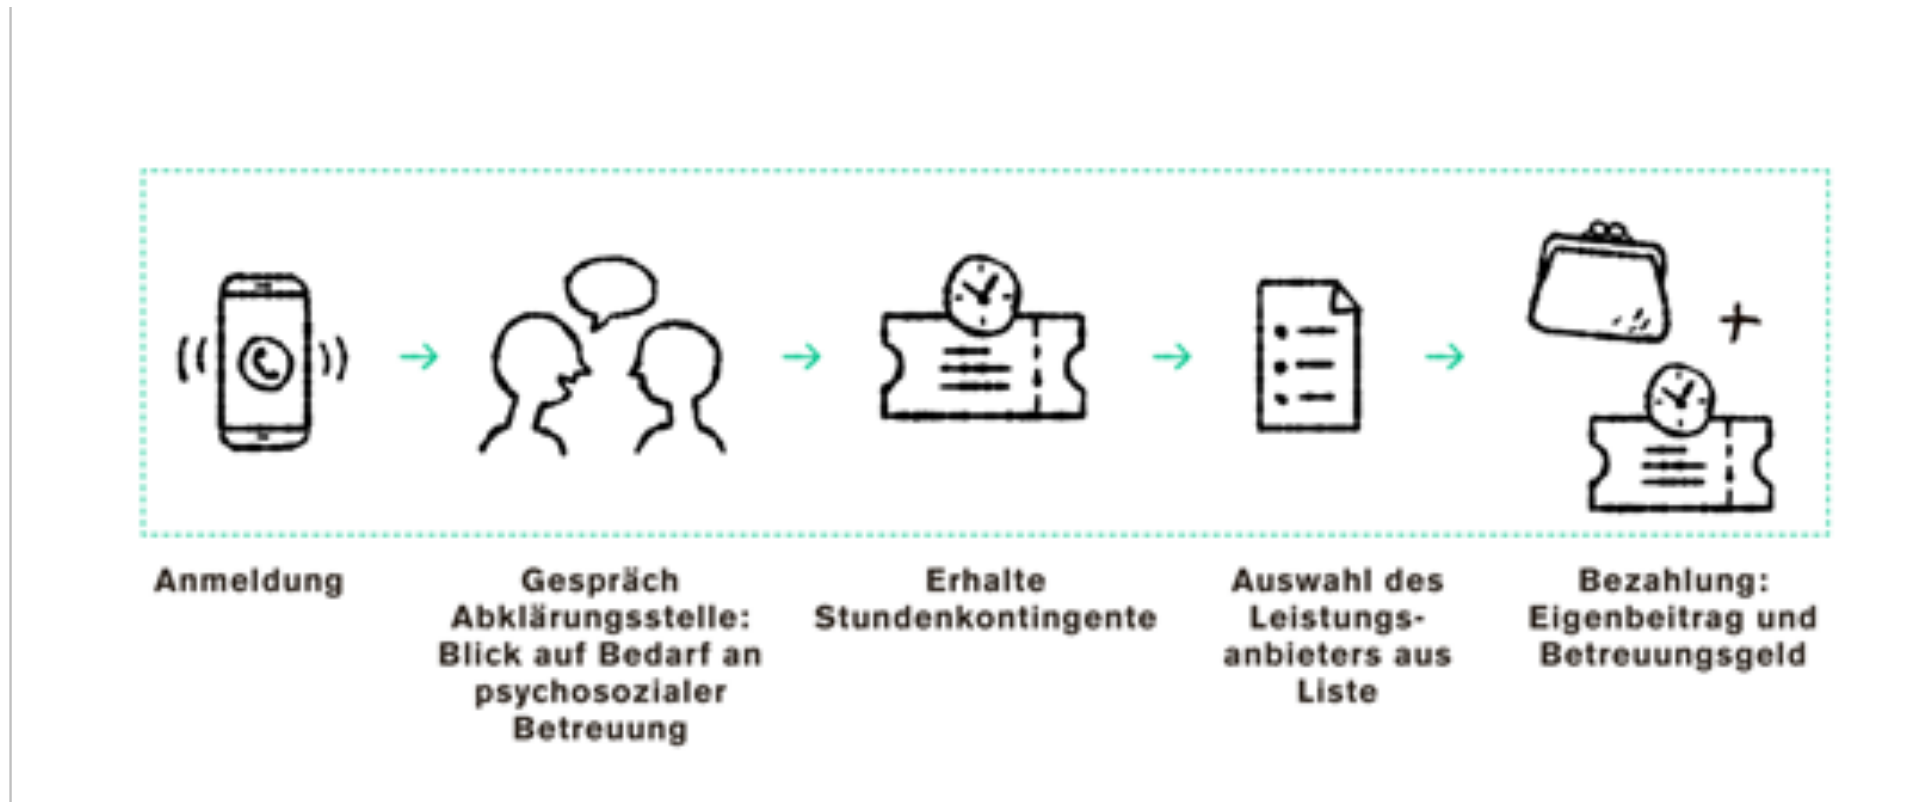 Anmeldung
Gespräch
Abklärungsstelle:
Blick auf Bedarf an
psychosozialer
Betreuung
Erhalte
Stundenkontingente
Auswahl des
Leistungs-
anbieters aus
Liste
Bezahlung:
Eigenbeitrag und
Betreuungsgeld